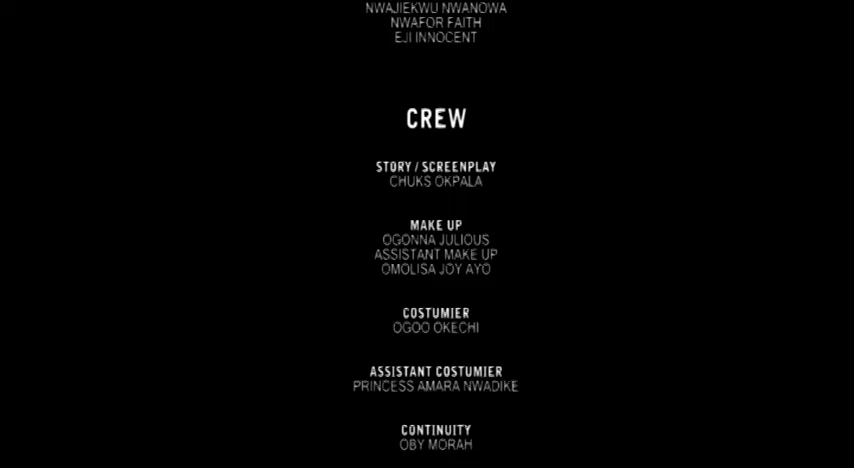 NWAJIEKWU NWANOWA
NWAFOR FAITH
EJI INNOCENT
CREW
STORY / SCREENPLAY
CHUKS OKPALA
MAKE UP
OGONNA JULIOUS
ASSISTANT MAKE UP
OMOLISA JOY AYO
COSTUMIER
OGOO OKECHI
ASSISTANT COSTUMIER
PRINCESS AMARA NWADIKE
CONTINUITY
OBY MORAH